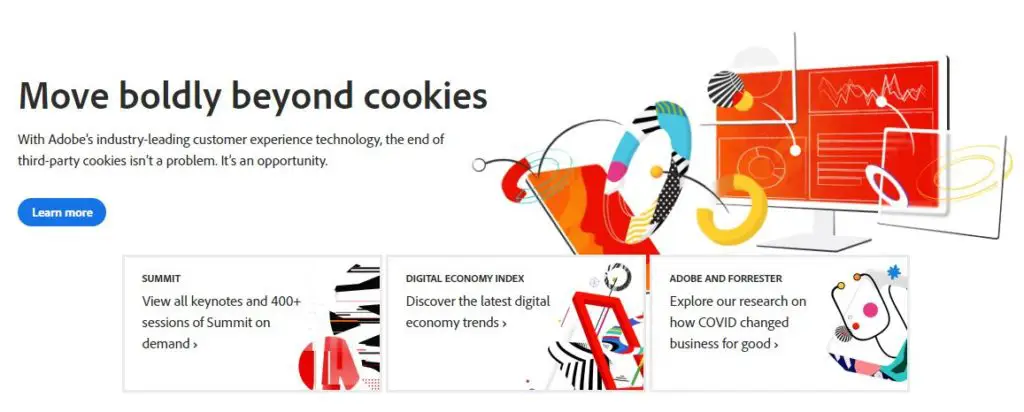 Move boldly beyond cookies
With Adobe's industry-leading customer experience technology, the end of
third-party cookies isn't a problem. It's an opportunity.
Learn more
SUMMIT
View all keynotes and 400+
sessions of Summit on
demand ›
DIGITAL ECONOMY INDEX
Discover the latest digital
economy trends ›
ADOBE AND FORRESTER
Explore our research on
how COVID changed
business for good ›